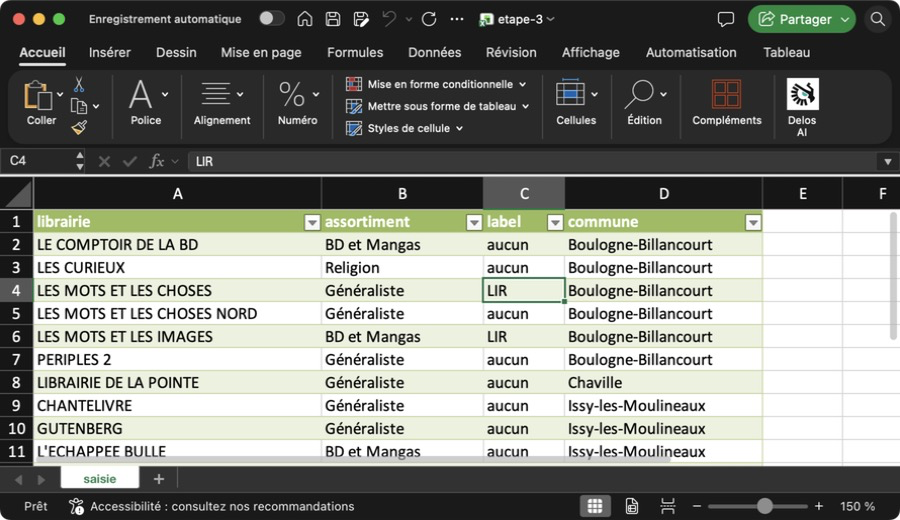 Enregistrement automatique etape-3 Partager
Accueil Insérer Dessin Mise en page Formules Données Révision Affichage Automatisation Tableau
Coller Police Alignement Numéro Mise en forme conditionnelle Cellules Édition Compléments Delos AI
Mettre sous forme de tableau
Styles de cellule
C4 fx LIR
A B C D E F
1 librairie assortiment label commune
2 LE COMPTOIR DE LA BD BD et Mangas aucun Boulogne-Billancourt
3 LES CURIEUX Religion aucun Boulogne-Billancourt
4 LES MOTS ET LES CHOSES Généraliste LIR Boulogne-Billancourt
5 LES MOTS ET LES CHOSES NORD Généraliste aucun Boulogne-Billancourt
6 LES MOTS ET LES IMAGES BD et Mangas LIR Boulogne-Billancourt
7 PERIPLES 2 Généraliste aucun Boulogne-Billancourt
8 LIBRAIRIE DE LA POINTE Généraliste aucun Chaville
9 CHANTELIVRE Généraliste aucun Issy-les-Moulineaux
10 GUTENBERG Généraliste aucun Issy-les-Moulineaux
11 L'ECHAPPEE BULLE BD et Mangas aucun Issy-les-Moulineaux
saisie +
Prêt Accessibilité : consultez nos recommandations 150 %